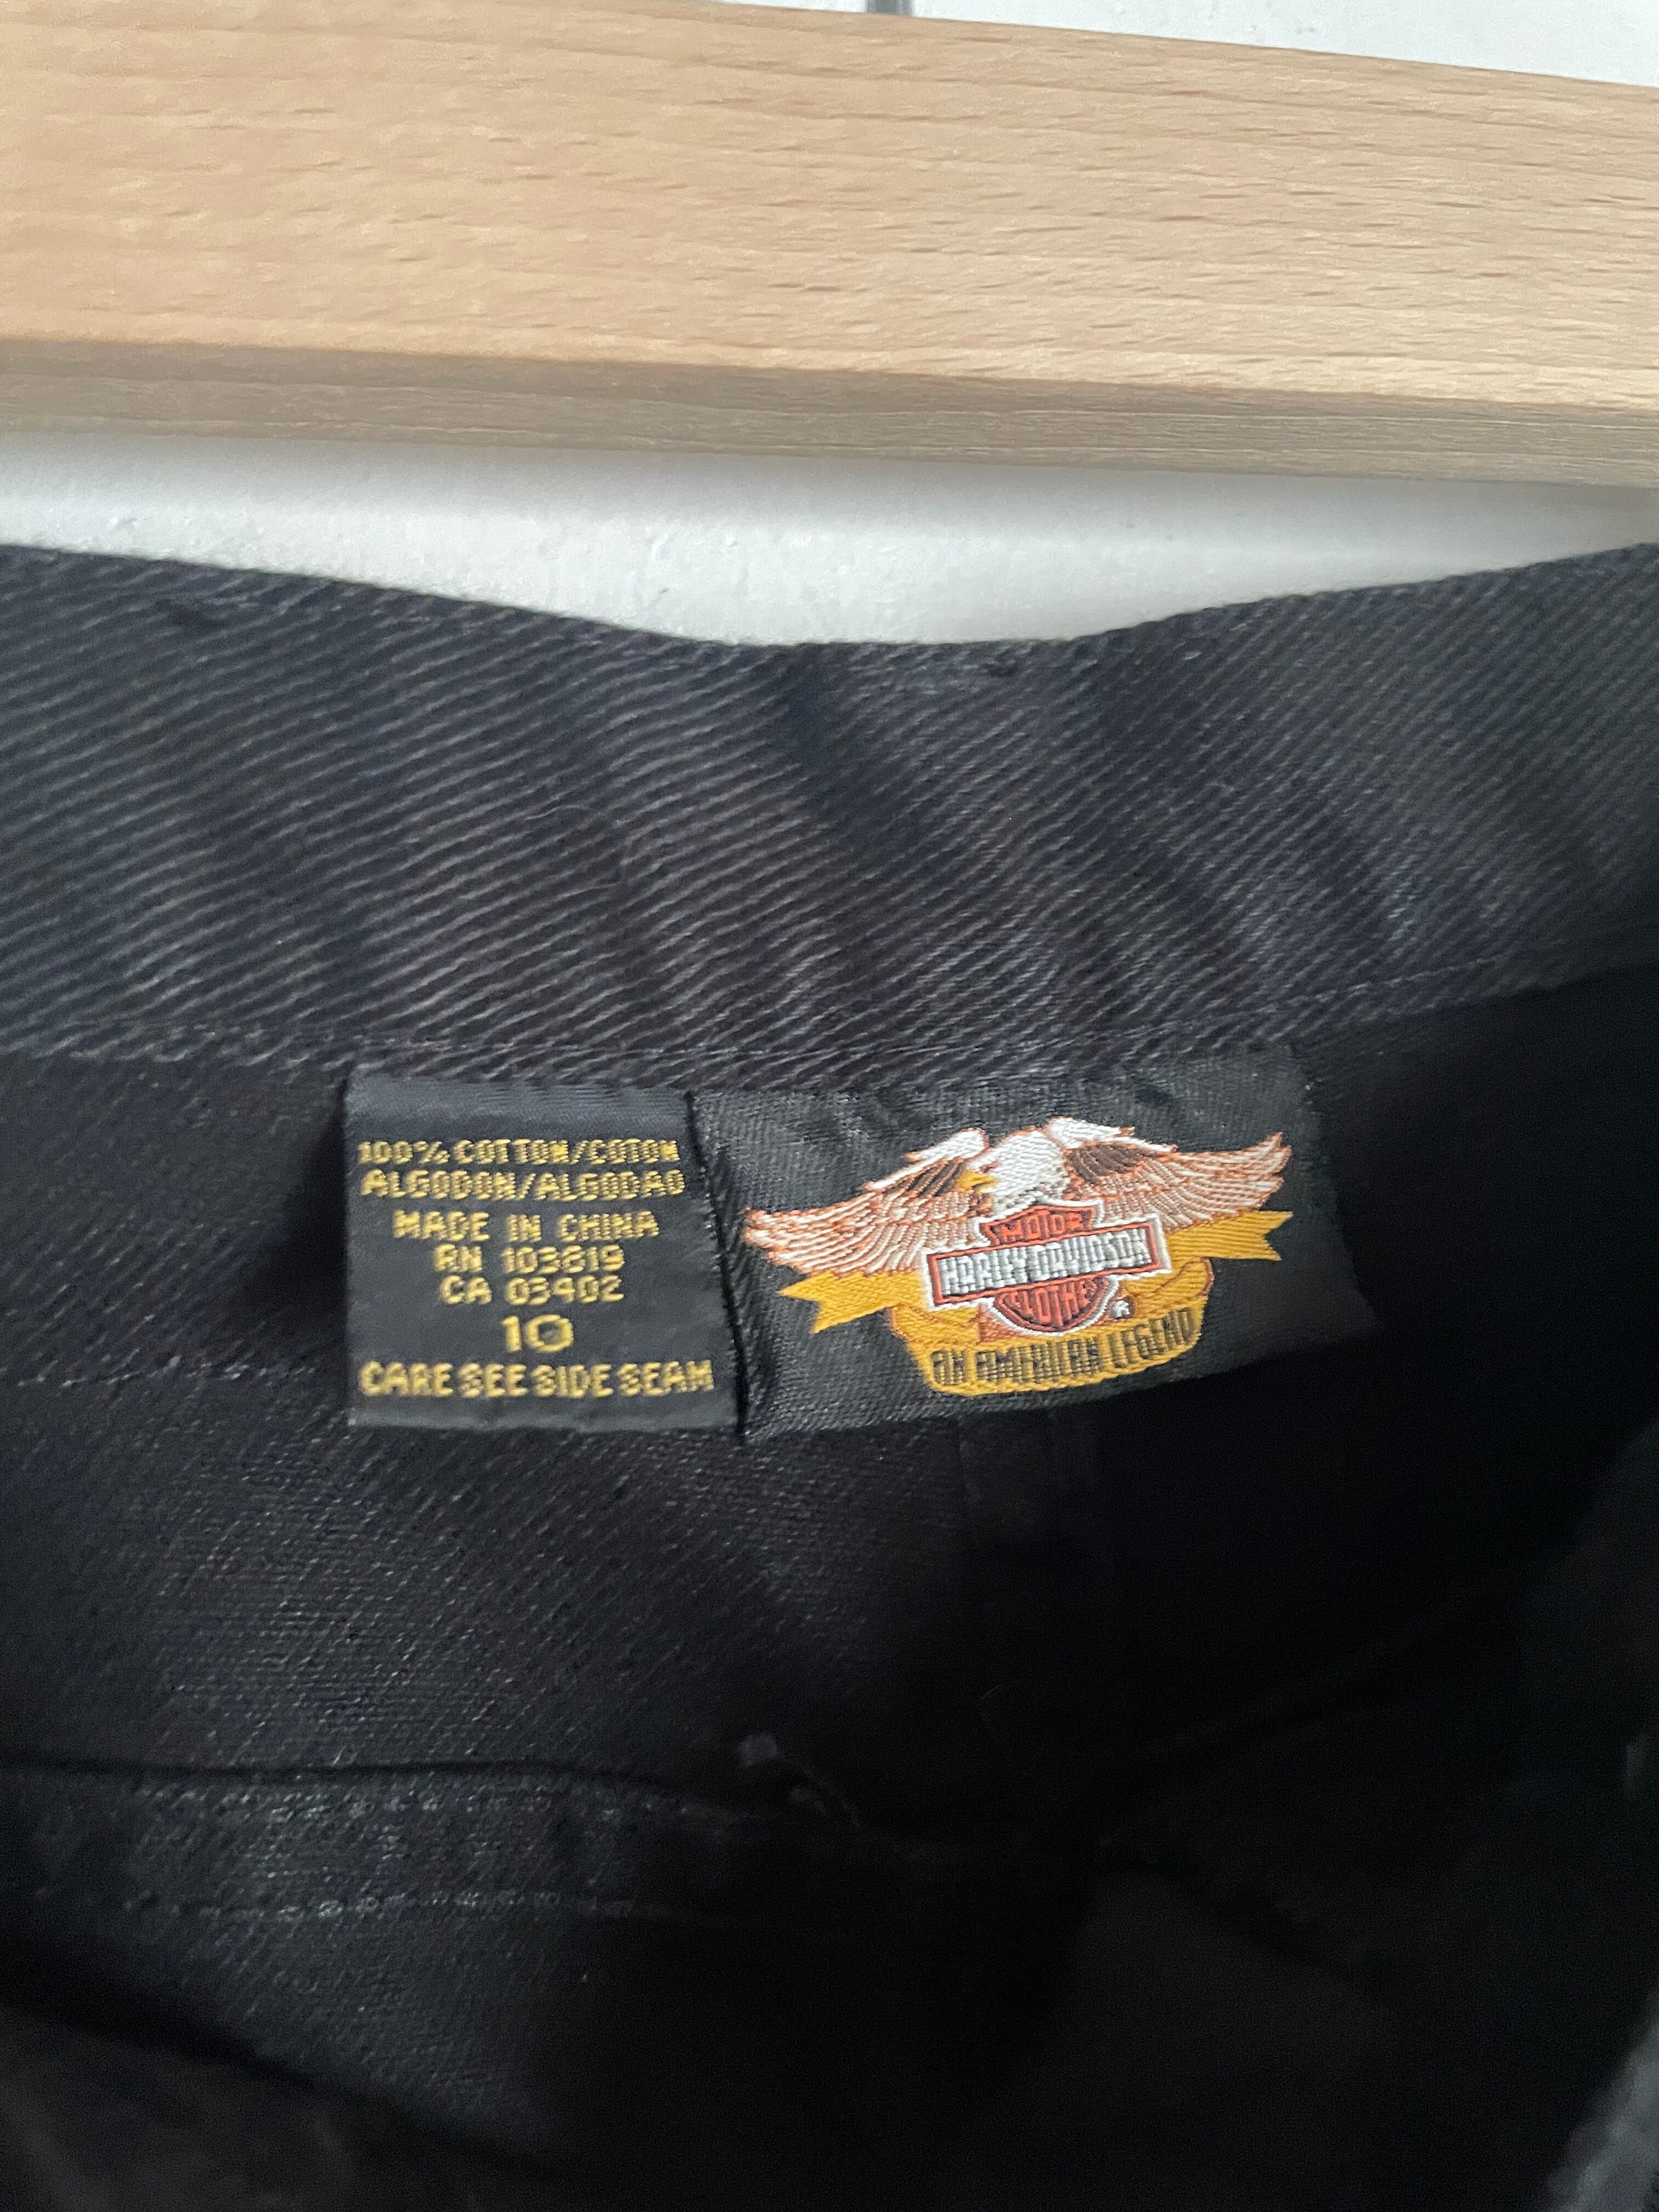 100% COTTON/COTON
ALGODON/ALGODAO
MADE IN CHINA
RN 103819
CA 03402
10
CARE SEE SIDE SEAM
MOTOR
HARLEY-DAVIDSON
CLOTHES
®
AN AMERICAN LEGEND